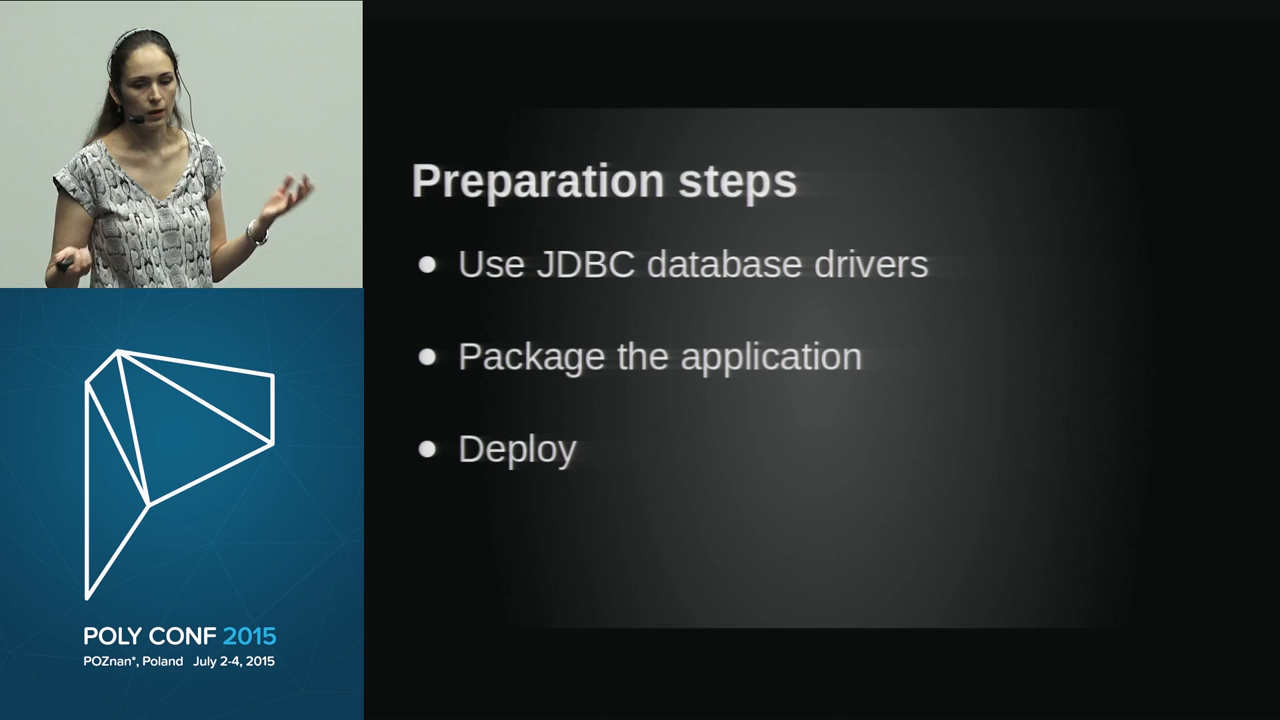 Preparation steps
Use JDBC database drivers
Package the application
Deploy
POLY CONF 2015
POZnan*, Poland July 2-4, 2015